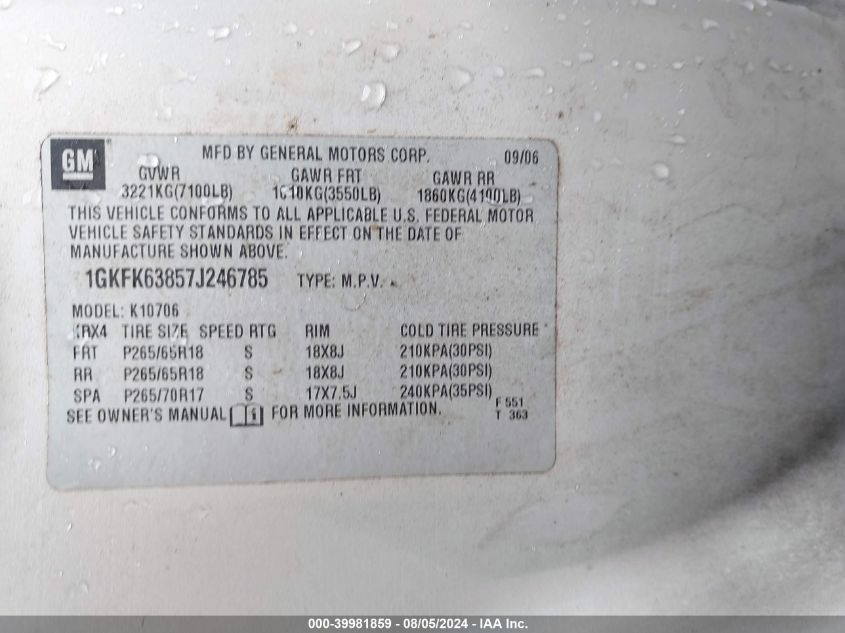 GM
MFD BY GENERAL MOTORS CORP. 09/06
GVWR GAWR FRT GAWR RR
3221KG(7100LB) 1610KG(3550LB) 1860KG(4100LB)
THIS VEHICLE CONFORMS TO ALL APPLICABLE U.S. FEDERAL MOTOR
VEHICLE SAFETY STANDARDS IN EFFECT ON THE DATE OF
MANUFACTURE SHOWN ABOVE.
1GKFK63857J246785 TYPE: M.P.V.
MODEL: K10706
TIRE SIZE SPEED RTG RIM COLD TIRE PRESSURE
FRT P265/65R18 S 18X8J 210KPA(30PSI)
RR P265/65R18 S 18X8J 210KPA(30PSI)
SPA P265/70R17 S 17X7.5J 240KPA(35PSI)
SEE OWNER'S MANUAL i FOR MORE INFORMATION.
F 551
T 363
000-39981859 - 08/05/2024 - IAA Inc.